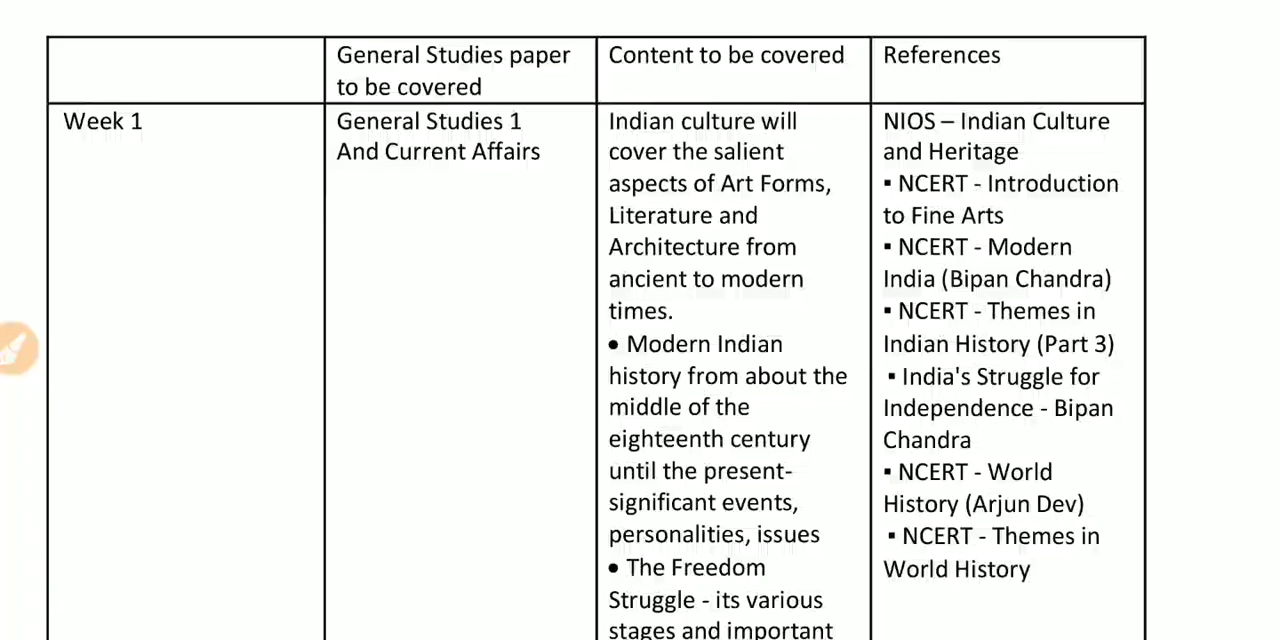 General Studies paper
to be covered
Content to be covered
References
Week 1
General Studies 1
And Current Affairs
Indian culture will
cover the salient
aspects of Art Forms,
Literature and
Architecture from
ancient to modern
times.
• Modern Indian
history from about the
middle of the
eighteenth century
until the present-
significant events,
personalities, issues
• The Freedom
Struggle - its various
stages and important
NIOS – Indian Culture
and Heritage
▪ NCERT - Introduction
to Fine Arts
▪ NCERT - Modern
India (Bipan Chandra)
▪ NCERT - Themes in
Indian History (Part 3)
▪ India's Struggle for
Independence - Bipan
Chandra
▪ NCERT - World
History (Arjun Dev)
▪ NCERT - Themes in
World History